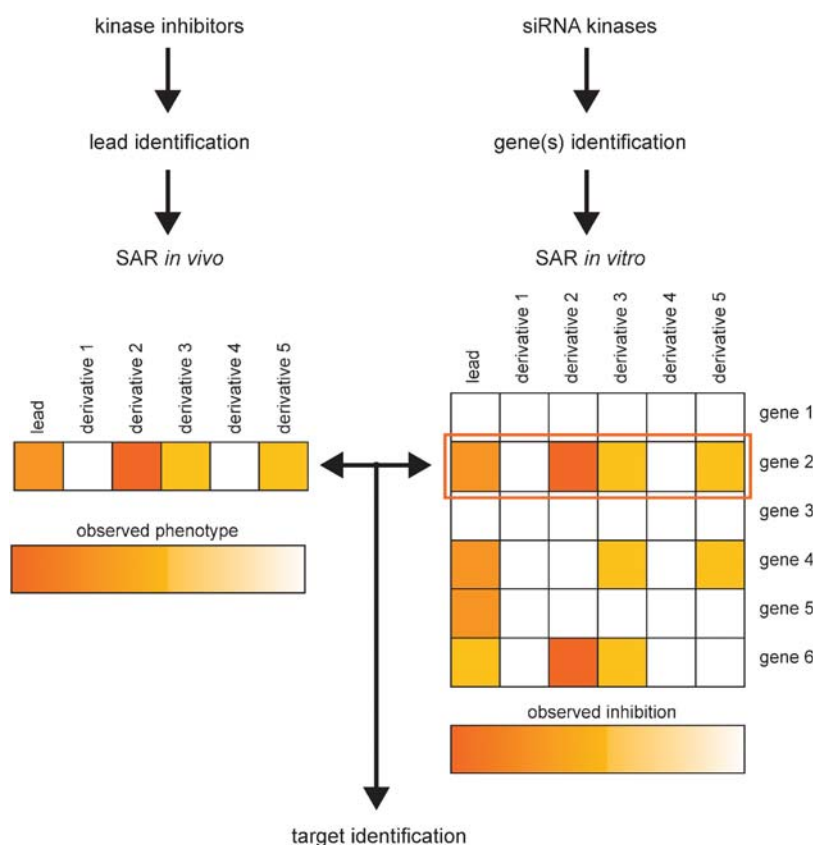 kinase inhibitors
siRNA kinases
lead identification
gene(s) identification
SAR in vivo
SAR in vitro
lead
derivative 1
derivative 2
derivative 3
derivative 4
derivative 5
lead
derivative 1
derivative 2
derivative 3
derivative 4
derivative 5
gene 1
gene 2
gene 3
gene 4
gene 5
gene 6
observed phenotype
observed inhibition
target identification